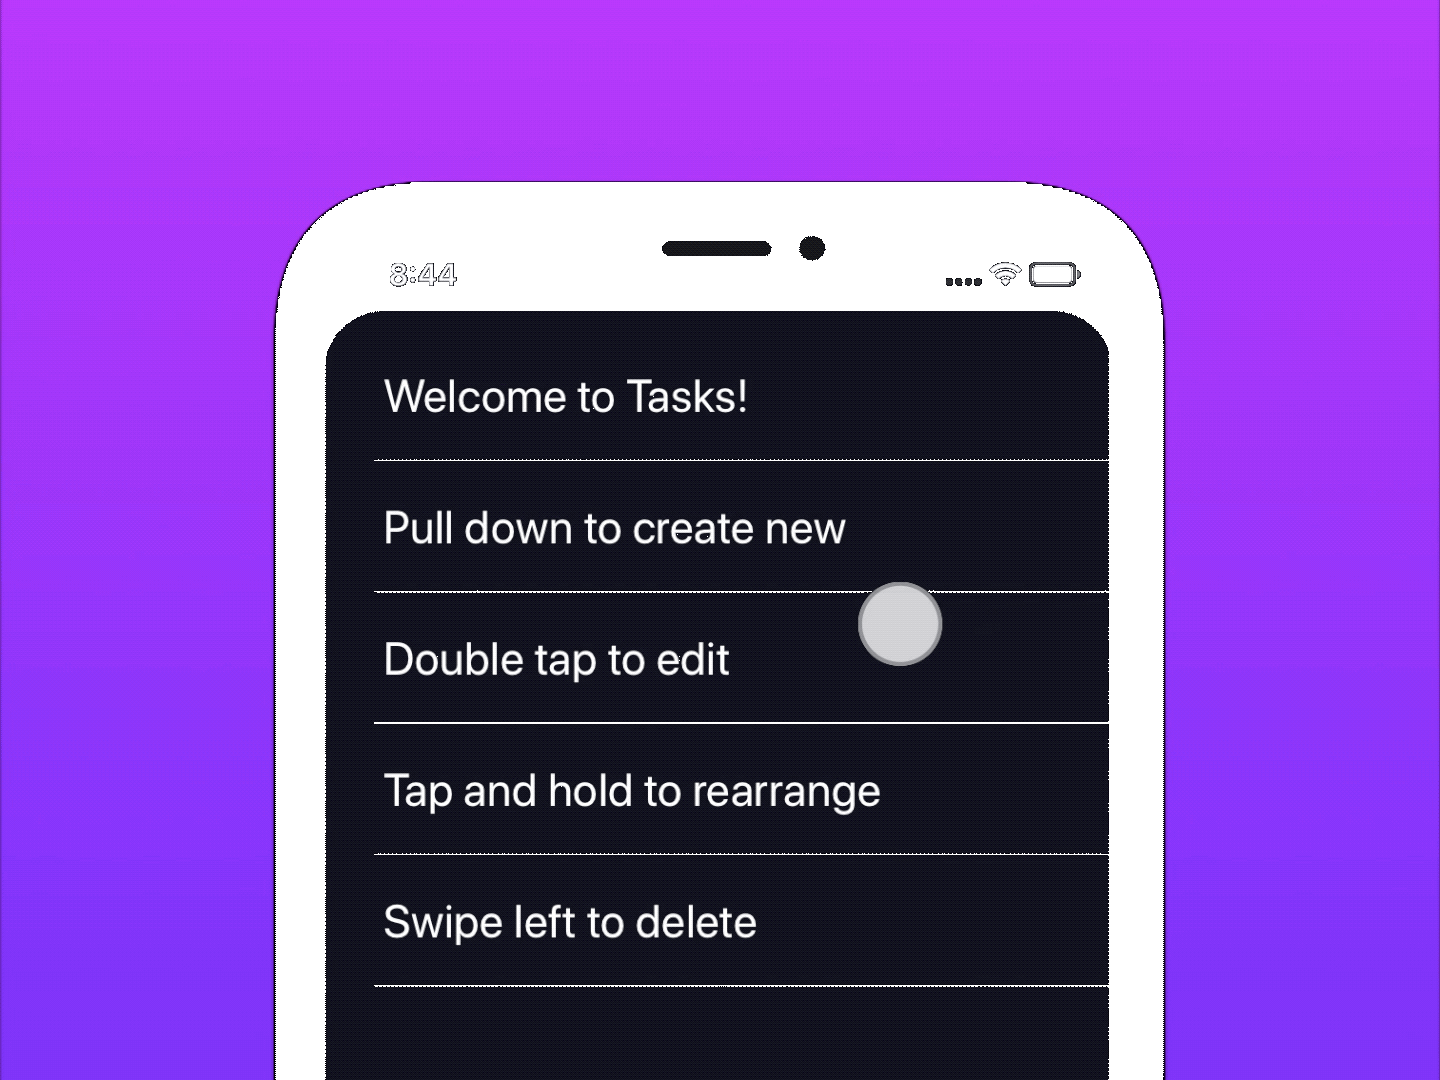 8:44
Welcome to Tasks!
Pull down to create new
Double tap to edit
Tap and hold to rearrange
Swipe left to delete